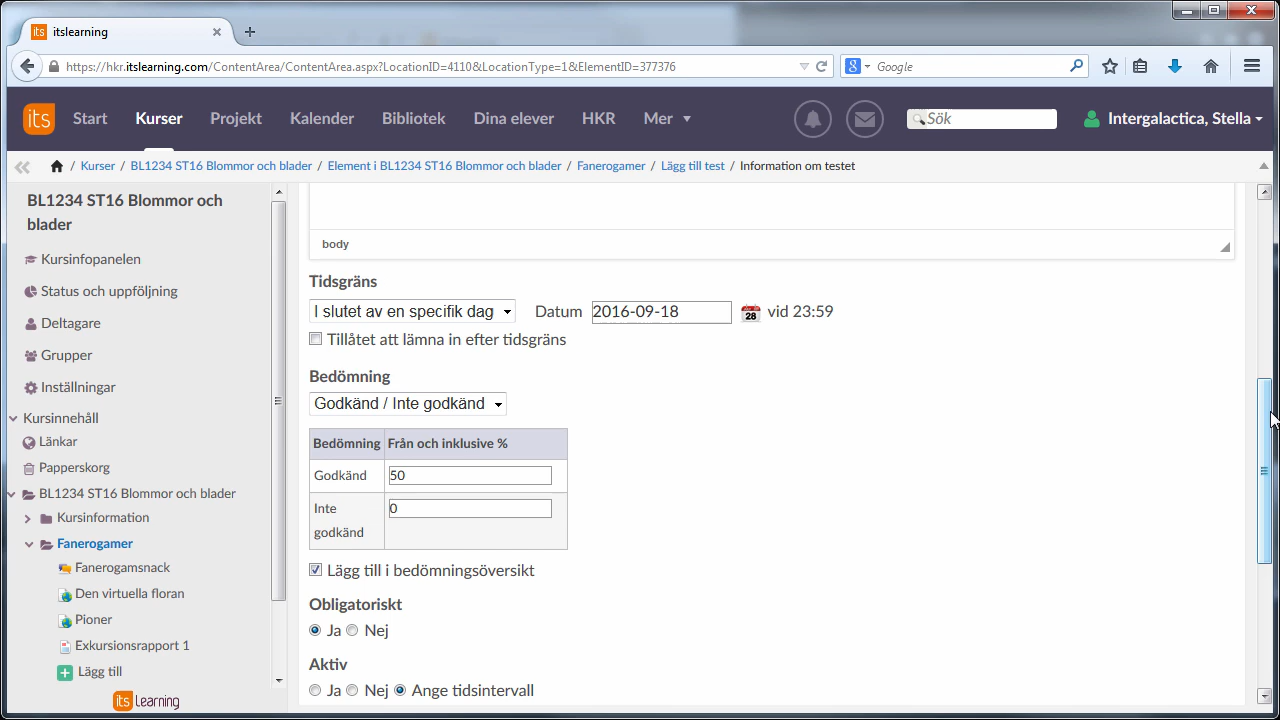 its itslearning
https://hkr.itslearning.com/ContentArea/ContentArea.aspx?LocationID=4110&LocationType=1&ElementID=377376
Google
its Start Kurser Projekt Kalender Bibliotek Dina elever HKR Mer Sök Intergalactica, Stella
Kurser / BL1234 ST16 Blommor och blader / Element i BL1234 ST16 Blommor och blader / Fanerogamer / Lägg till test / Information om testet
BL1234 ST16 Blommor och
blader
Kursinfopanelen
Status och uppföljning
Deltagare
Grupper
Inställningar
Kursinnehåll
Länkar
Papperskorg
BL1234 ST16 Blommor och blader
Kursinformation
Fanerogamer
Fanerogamsnack
Den virtuella floran
Pioner
Exkursionsrapport 1
Lägg till
its Learning
body
Tidsgräns
I slutet av en specifik dag Datum 2016-09-18 28 vid 23:59
Tillåtet att lämna in efter tidsgräns
Bedömning
Godkänd / Inte godkänd
Bedömning Från och inklusive %
Godkänd 50
Inte 0
godkänd
Lägg till i bedömningsöversikt
Obligatoriskt
Ja Nej
Aktiv
Ja Nej Ange tidsintervall